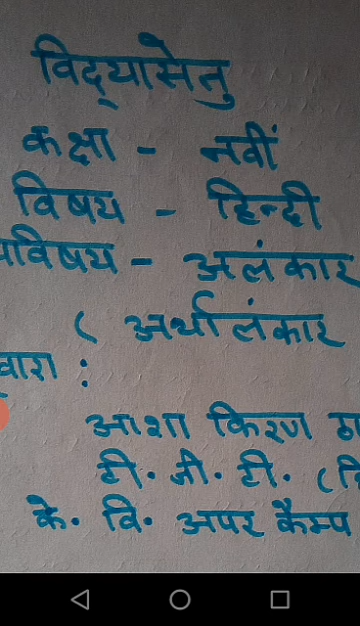 विद्यासेतु
कक्षा - नवीं
विषय - हिन्दी
विषय - अलंकार
( अर्थालंकार
:
आशा किरण
टी. जी. टी. (
के. वि. अपर कैम्प